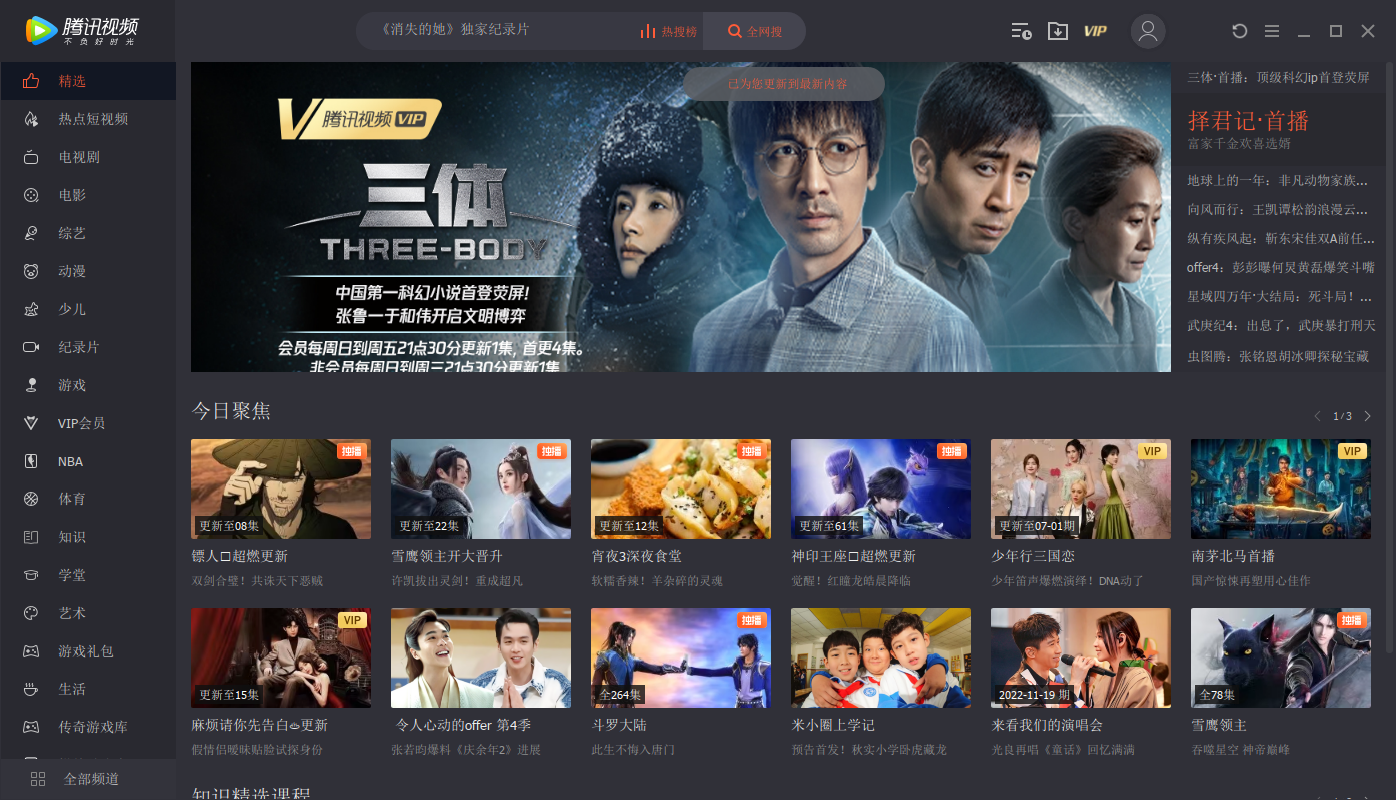 腾讯视频
不负好时光
《消失的她》独家纪录片
热搜榜
全网搜
VIP
精选
热点短视频
电视剧
电影
综艺
动漫
少儿
纪录片
游戏
VIP会员
NBA
体育
知识
学堂
艺术
游戏礼包
生活
传奇游戏库
全部频道
已为您更新到最新内容
腾讯视频VIP
三体
THREE-BODY
中国第一科幻小说首登荧屏!
张鲁一于和伟开启文明博弈
会员每周日到周五21点30分更新1集, 首更4集。
非会员每周日到周三21点30分更新1集
三体·首播：顶级科幻ip首登荧屏
择君记·首播
富家千金欢喜选婿
地球上的一年：非凡动物家族...
向风而行：王凯谭松韵浪漫云...
纵有疾风起：靳东宋佳双A前任...
offer4：彭彭曝何炅黄磊爆笑斗嘴
星域四万年·大结局：死斗局！...
武庚纪4：出息了，武庚暴打刑天
虫图腾：张铭恩胡冰卿探秘宝藏
今日聚焦
1/3
独播
独播
独播
独播
VIP
VIP
更新至08集
更新至22集
更新至12集
更新至61集
更新至07-01期
镖人□超燃更新
雪鹰领主开大晋升
宵夜3深夜食堂
神印王座□超燃更新
少年行三国恋
南茅北马首播
双剑合璧！共诛天下恶贼
许凯拔出灵剑！重成超凡
软糯香辣！羊杂碎的灵魂
觉醒！红瞳龙皓晨降临
少年笛声爆燃演绎！DNA动了
国产惊悚再塑用心佳作
VIP
独播
独播
更新至15集
全264集
2022-11-19 期
全78集
麻烦请你先告白更新
令人心动的offer 第4季
斗罗大陆
米小圈上学记
来看我们的演唱会
雪鹰领主
假情侣暧昧贴脸试探身份
张若昀爆料《庆余年2》进展
此生不悔入唐门
预告首发！秋实小学卧虎藏龙
光良再唱《童话》回忆满满
吞噬星空 神帝巅峰
知识精选课程